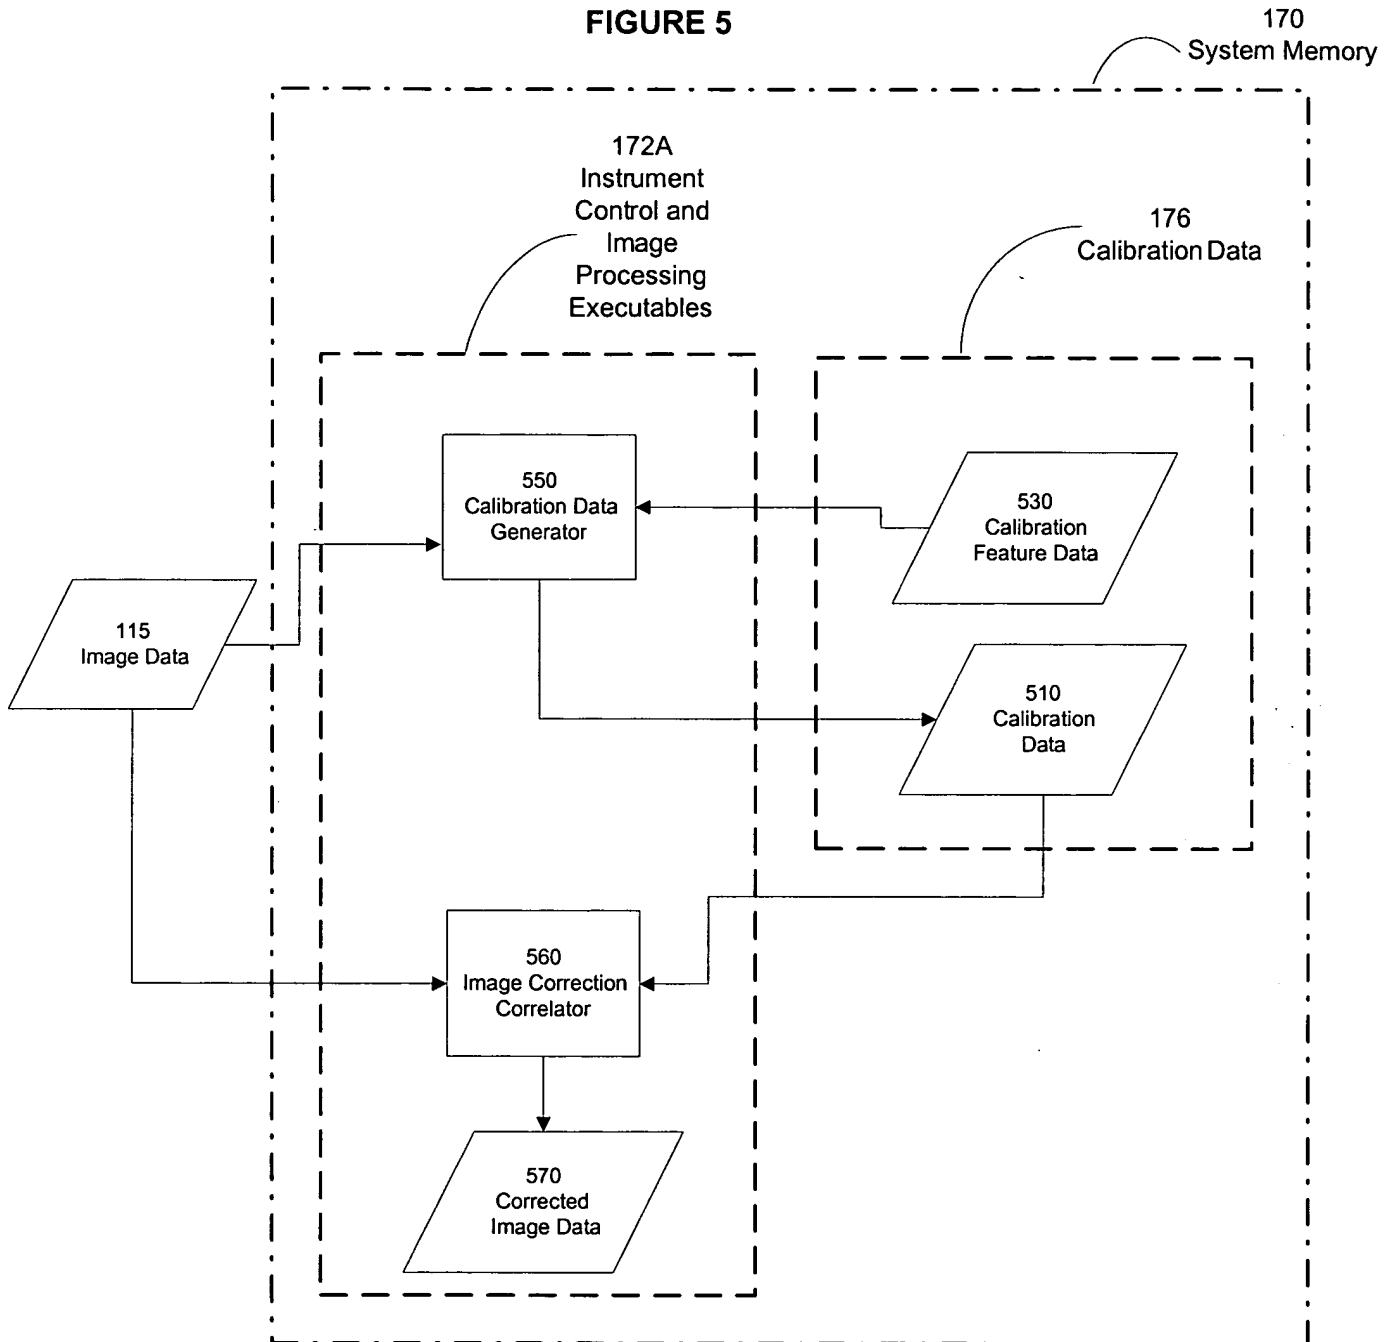 FIGURE 5
170
System Memory
172A
Instrument
Control and
Image
Processing
Executables
176
Calibration Data
550
Calibration Data
Generator
530
Calibration
Feature Data
115
Image Data
510
Calibration
Data
560
Image Correction
Correlator
570
Corrected
Image Data